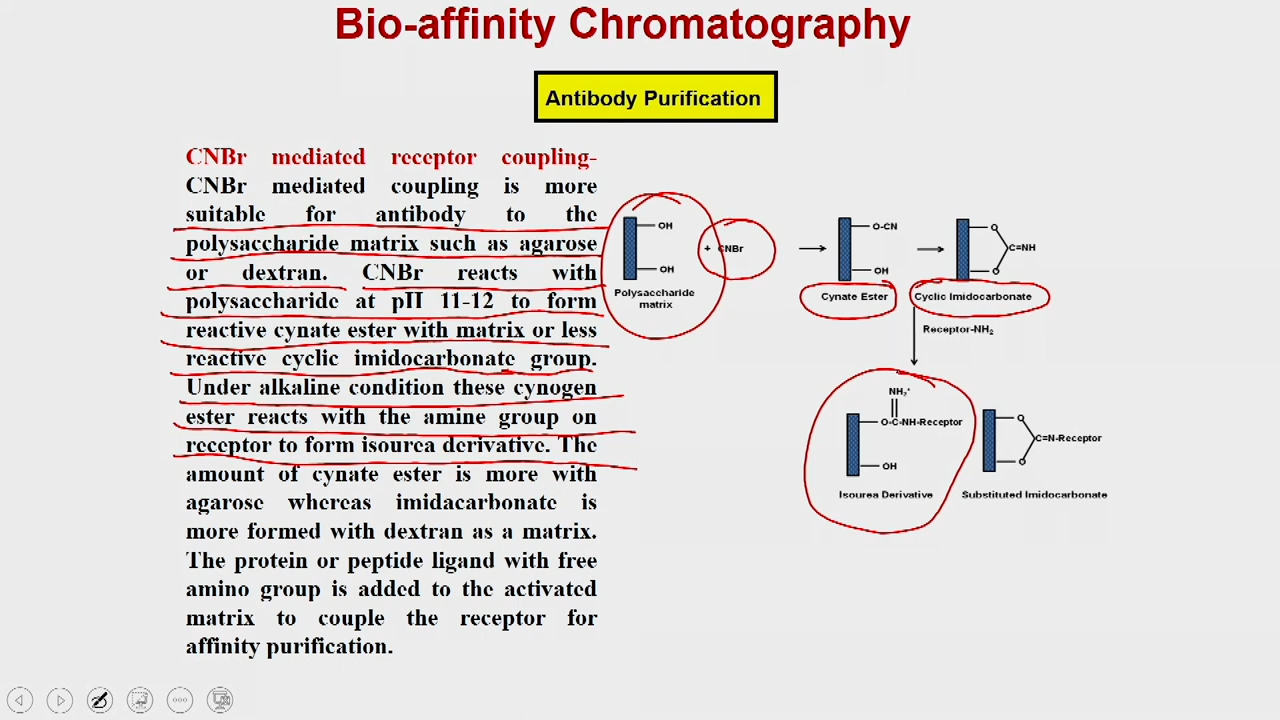 Bio-affinity Chromatography
Antibody Purification
CNBr mediated receptor coupling-
CNBr mediated coupling is more
suitable for antibody to the
polysaccharide matrix such as agarose
or dextran. CNBr reacts with
polysaccharide at pH 11-12 to form
reactive cynate ester with matrix or less
reactive cyclic imidocarbonate group.
Under alkaline condition these cynogen
ester reacts with the amine group on
receptor to form isourea derivative. The
amount of cynate ester is more with
agarose whereas imidacarbonate is
more formed with dextran as a matrix.
The protein or peptide ligand with free
amino group is added to the activated
matrix to couple the receptor for
affinity purification.
OH
OH
Polysaccharide
matrix
+ CNBr
O-CN
OH
Cynate Ester
O
C=NH
O
Cyclic Imidocarbonate
Receptor-NH2
NH2+
O-C-NH-Receptor
OH
Isourea Derivative
O
C=N-Receptor
O
Substituted Imidocarbonate